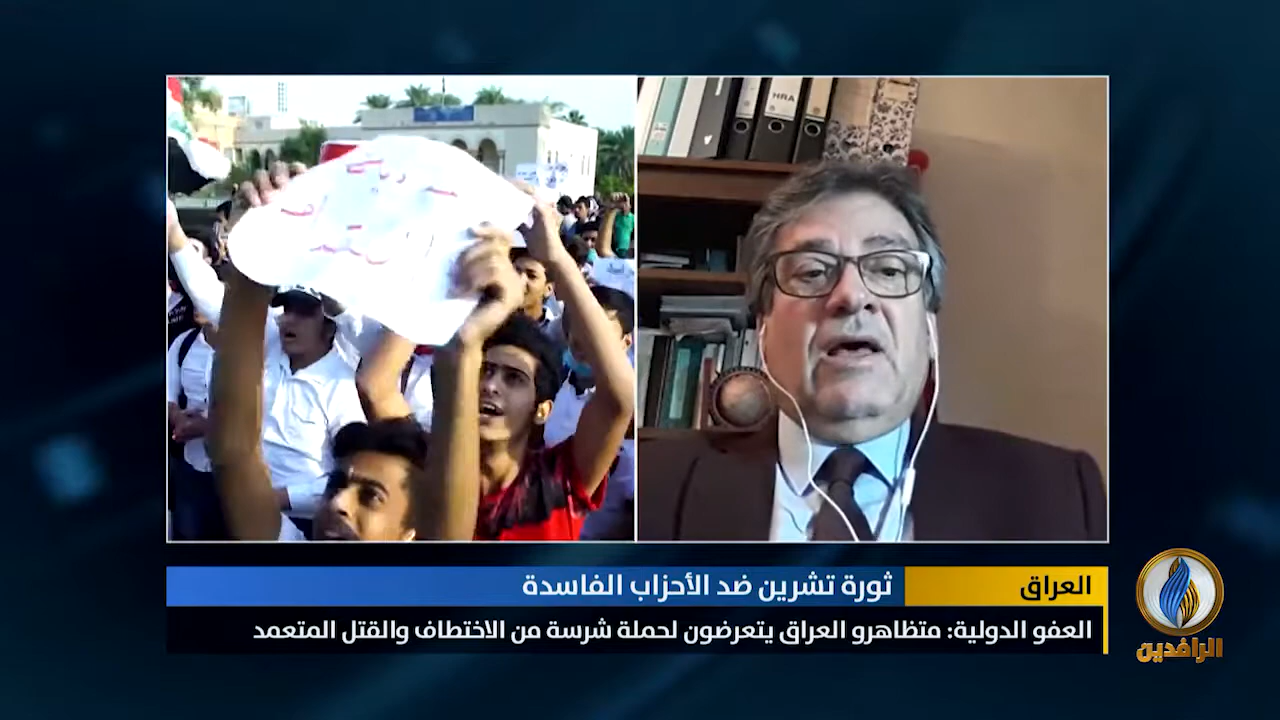 HRA
العراق
ثورة تشرين ضد الأحزاب الفاسدة
العفو الدولية: متظاهرو العراق يتعرضون لحملة شرسة من الاختطاف والقتل المتعمد
الرافدين